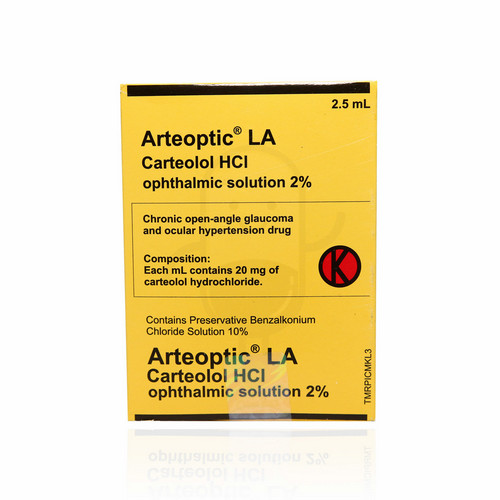 2.5 mL
Arteoptic® LA
Carteolol HCl
ophthalmic solution 2%
Chronic open-angle glaucoma
and ocular hypertension drug
Composition:
Each mL contains 20 mg of
carteolol hydrochloride.
K
Contains Preservative Benzalkonium
Chloride Solution 10%
Arteoptic® LA
Carteolol HCl
ophthalmic solution 2%
TMRPICMKL3